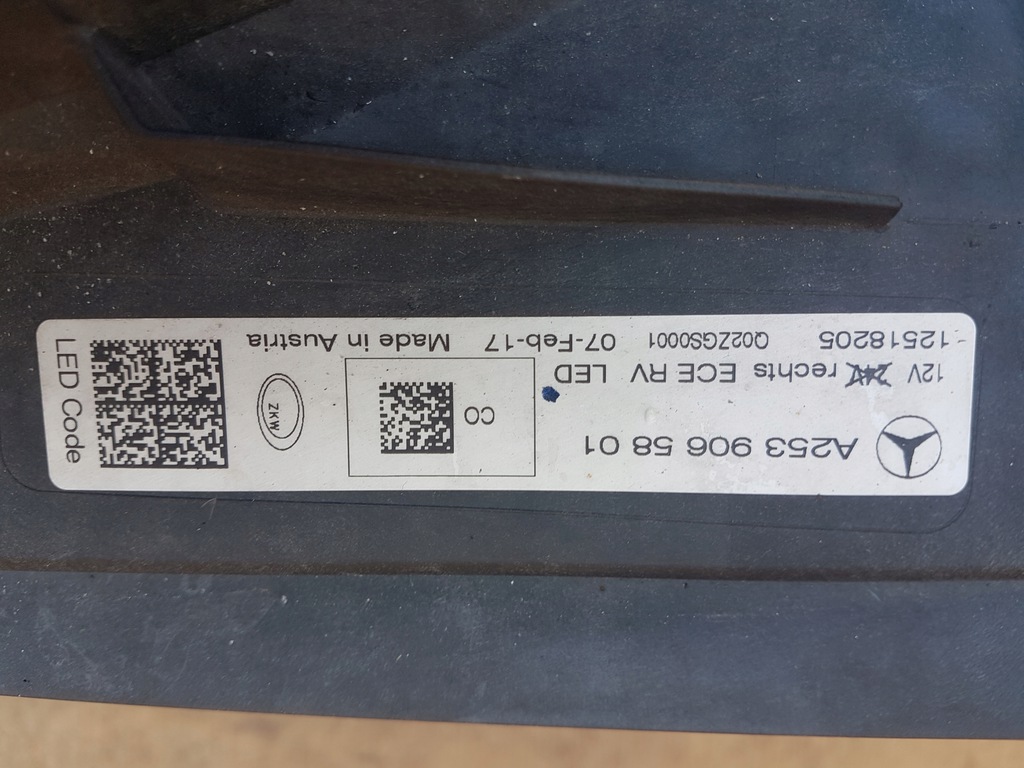 A253 906 58 01
12V 24V rechts ECE RV LED
12518205 Q02ZGS0001 07-Feb-17 Made in Austria
CO
ZKW
LED Code